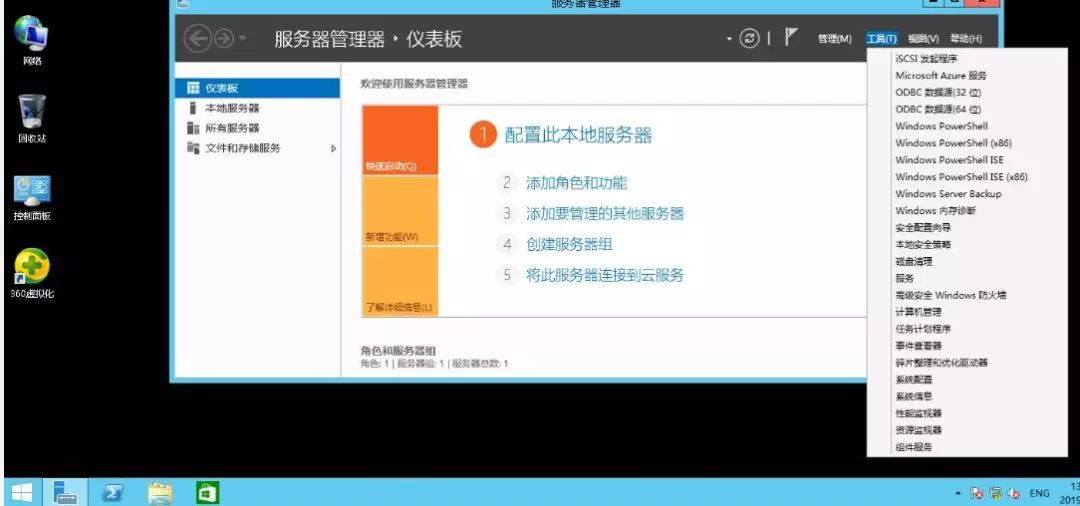 服务器管理器
网络
回收站
控制面板
360虚拟化
服务器管理器 · 仪表板
管理(M)
工具(T)
视图(V)
帮助(H)
仪表板
本地服务器
所有服务器
文件和存储服务
欢迎使用服务器管理器
快速启动(Q)
新增功能(W)
了解详细信息(L)
1 配置此本地服务器
2 添加角色和功能
3 添加要管理的其他服务器
4 创建服务器组
5 将此服务器连接到云服务
角色和服务器组
角色: 1 | 服务器组: 1 | 服务器总数: 1
iSCSI 发起程序
Microsoft Azure 服务
ODBC 数据源(32 位)
ODBC 数据源(64 位)
Windows PowerShell
Windows PowerShell (x86)
Windows PowerShell ISE
Windows PowerShell ISE (x86)
Windows Server Backup
Windows 内存诊断
安全配置向导
本地安全策略
磁盘清理
服务
高级安全 Windows 防火墙
计算机管理
任务计划程序
事件查看器
碎片整理和优化驱动器
系统配置
系统信息
性能监视器
资源监视器
组件服务
ENG
13
2019